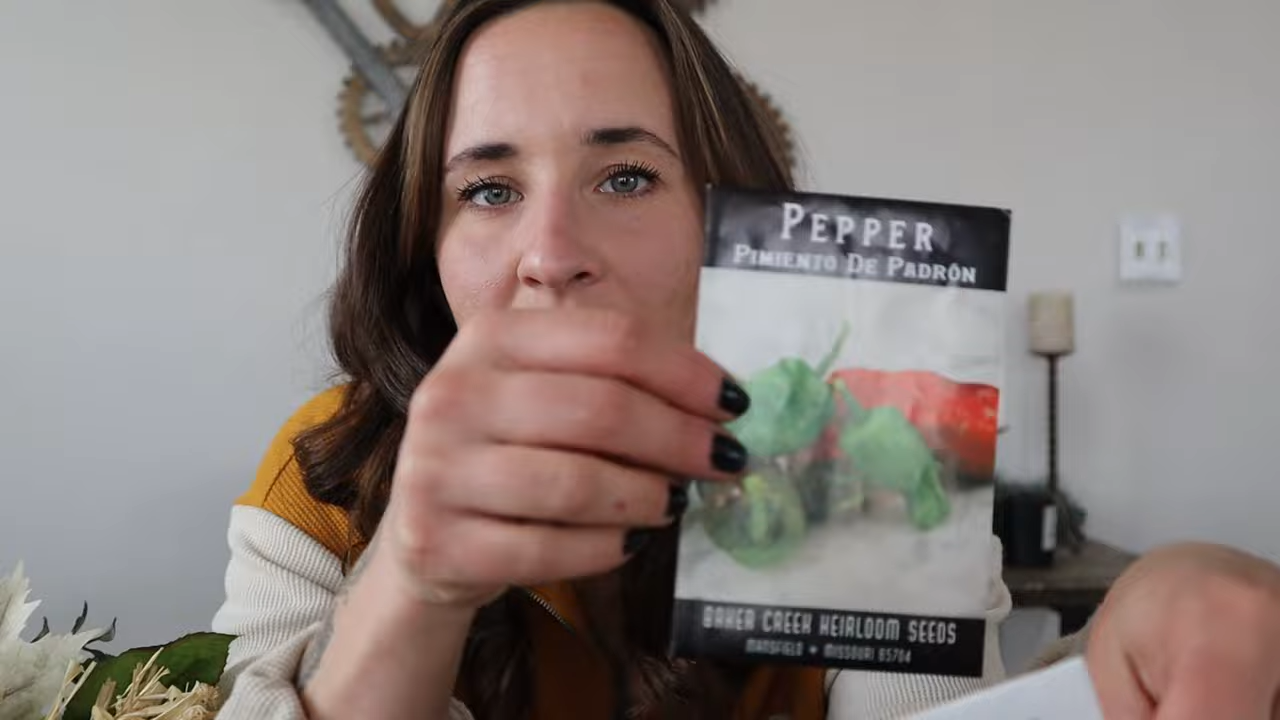 PEPPER
PIMIENTO DE PADRÓN
BAKER CREEK HEIRLOOM SEEDS
MANSFIELD • MISSOURI 65704